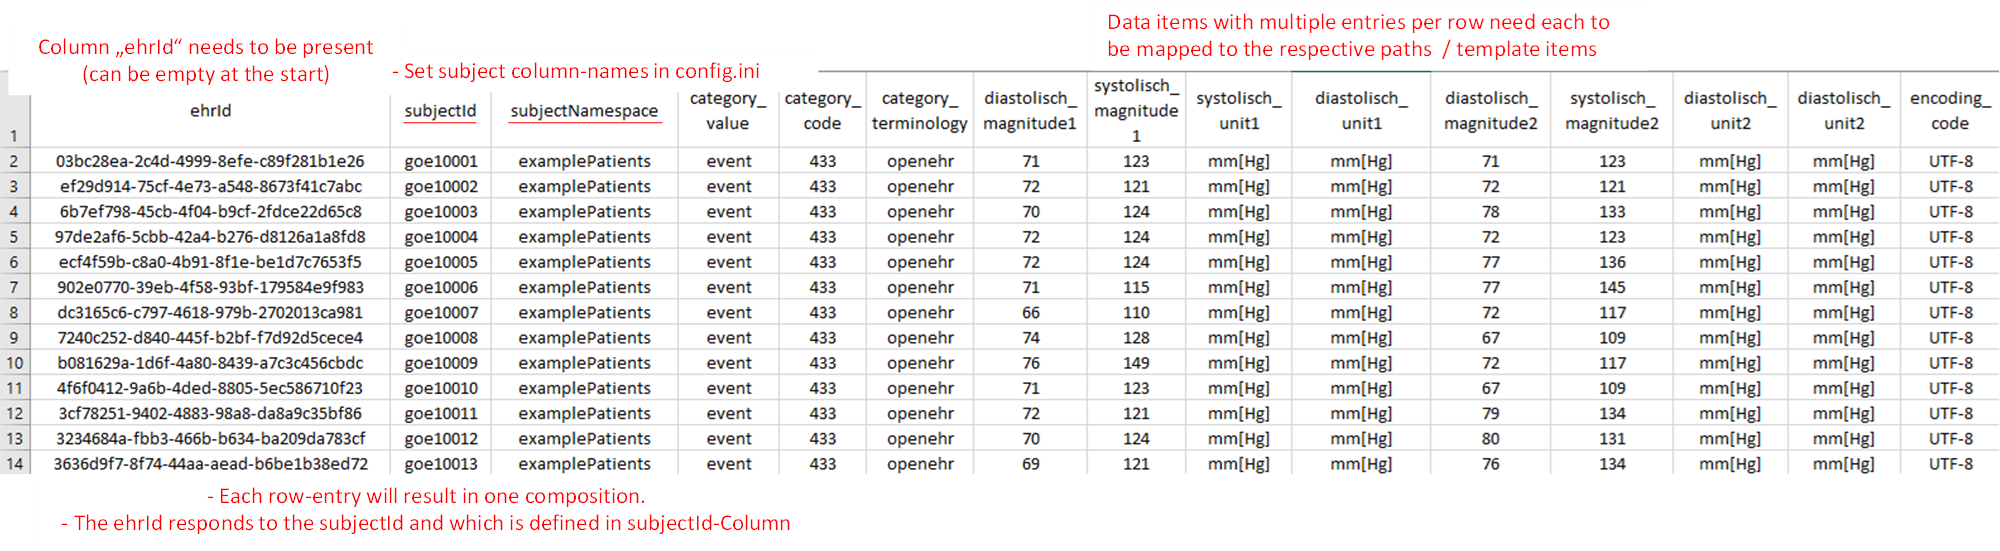 Data items with multiple entries per row need each to
be mapped to the respective paths / template items
Column „ehrId“ needs to be present
(can be empty at the start)
- Set subject column-names in config.ini
1 ehrId subjectId subjectNamespace category_value category_code category_terminology diastolisch_magnitude1 systolisch_magnitude1 systolisch_unit1 diastolisch_unit1 diastolisch_magnitude2 systolisch_magnitude2 diastolisch_unit2 diastolisch_unit2 encoding_code
2 03bc28ea-2c4d-4999-8efe-c89f281b1e26 goe10001 examplePatients event 433 openehr 71 123 mm[Hg] mm[Hg] 71 123 mm[Hg] mm[Hg] UTF-8
3 ef29d914-75cf-4e73-a548-8673f41c7abc goe10002 examplePatients event 433 openehr 72 121 mm[Hg] mm[Hg] 72 121 mm[Hg] mm[Hg] UTF-8
4 6b7ef798-45cb-4f04-b9cf-2fdce22d65c8 goe10003 examplePatients event 433 openehr 70 124 mm[Hg] mm[Hg] 78 133 mm[Hg] mm[Hg] UTF-8
5 97de2af6-5cbb-42a4-b276-d8126a1a8fd8 goe10004 examplePatients event 433 openehr 72 124 mm[Hg] mm[Hg] 72 123 mm[Hg] mm[Hg] UTF-8
6 ecf4f59b-c8a0-4b91-8f1e-be1d7c7653f5 goe10005 examplePatients event 433 openehr 72 124 mm[Hg] mm[Hg] 77 136 mm[Hg] mm[Hg] UTF-8
7 902e0770-39eb-4f58-93bf-179584e9f983 goe10006 examplePatients event 433 openehr 71 115 mm[Hg] mm[Hg] 77 145 mm[Hg] mm[Hg] UTF-8
8 dc3165c6-c797-4618-979b-2702013ca981 goe10007 examplePatients event 433 openehr 66 110 mm[Hg] mm[Hg] 72 117 mm[Hg] mm[Hg] UTF-8
9 7240c252-d840-445f-b2bf-f7d92d5cece4 goe10008 examplePatients event 433 openehr 74 128 mm[Hg] mm[Hg] 67 109 mm[Hg] mm[Hg] UTF-8
10 b081629a-1d6f-4a80-8439-a7c3c456cbdc goe10009 examplePatients event 433 openehr 76 149 mm[Hg] mm[Hg] 72 117 mm[Hg] mm[Hg] UTF-8
11 4f6f0412-9a6b-4ded-8805-5ec586710f23 goe10010 examplePatients event 433 openehr 71 123 mm[Hg] mm[Hg] 67 109 mm[Hg] mm[Hg] UTF-8
12 3cf78251-9402-4883-98a8-da8a9c35bf86 goe10011 examplePatients event 433 openehr 72 121 mm[Hg] mm[Hg] 79 134 mm[Hg] mm[Hg] UTF-8
13 3234684a-fbb3-466b-b634-ba209da783cf goe10012 examplePatients event 433 openehr 70 124 mm[Hg] mm[Hg] 80 131 mm[Hg] mm[Hg] UTF-8
14 3636d9f7-8f74-44aa-aead-b6be1b38ed72 goe10013 examplePatients event 433 openehr 69 121 mm[Hg] mm[Hg] 76 134 mm[Hg] mm[Hg] UTF-8
- Each row-entry will result in one composition.
- The ehrId responds to the subjectId and which is defined in subjectId-Column